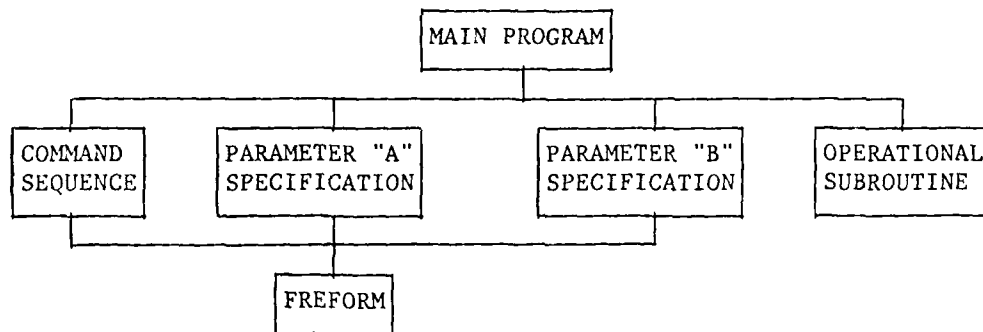 MAIN PROGRAM
COMMAND
SEQUENCE
PARAMETER "A"
SPECIFICATION
PARAMETER "B"
SPECIFICATION
OPERATIONAL
SUBROUTINE
FREFORM